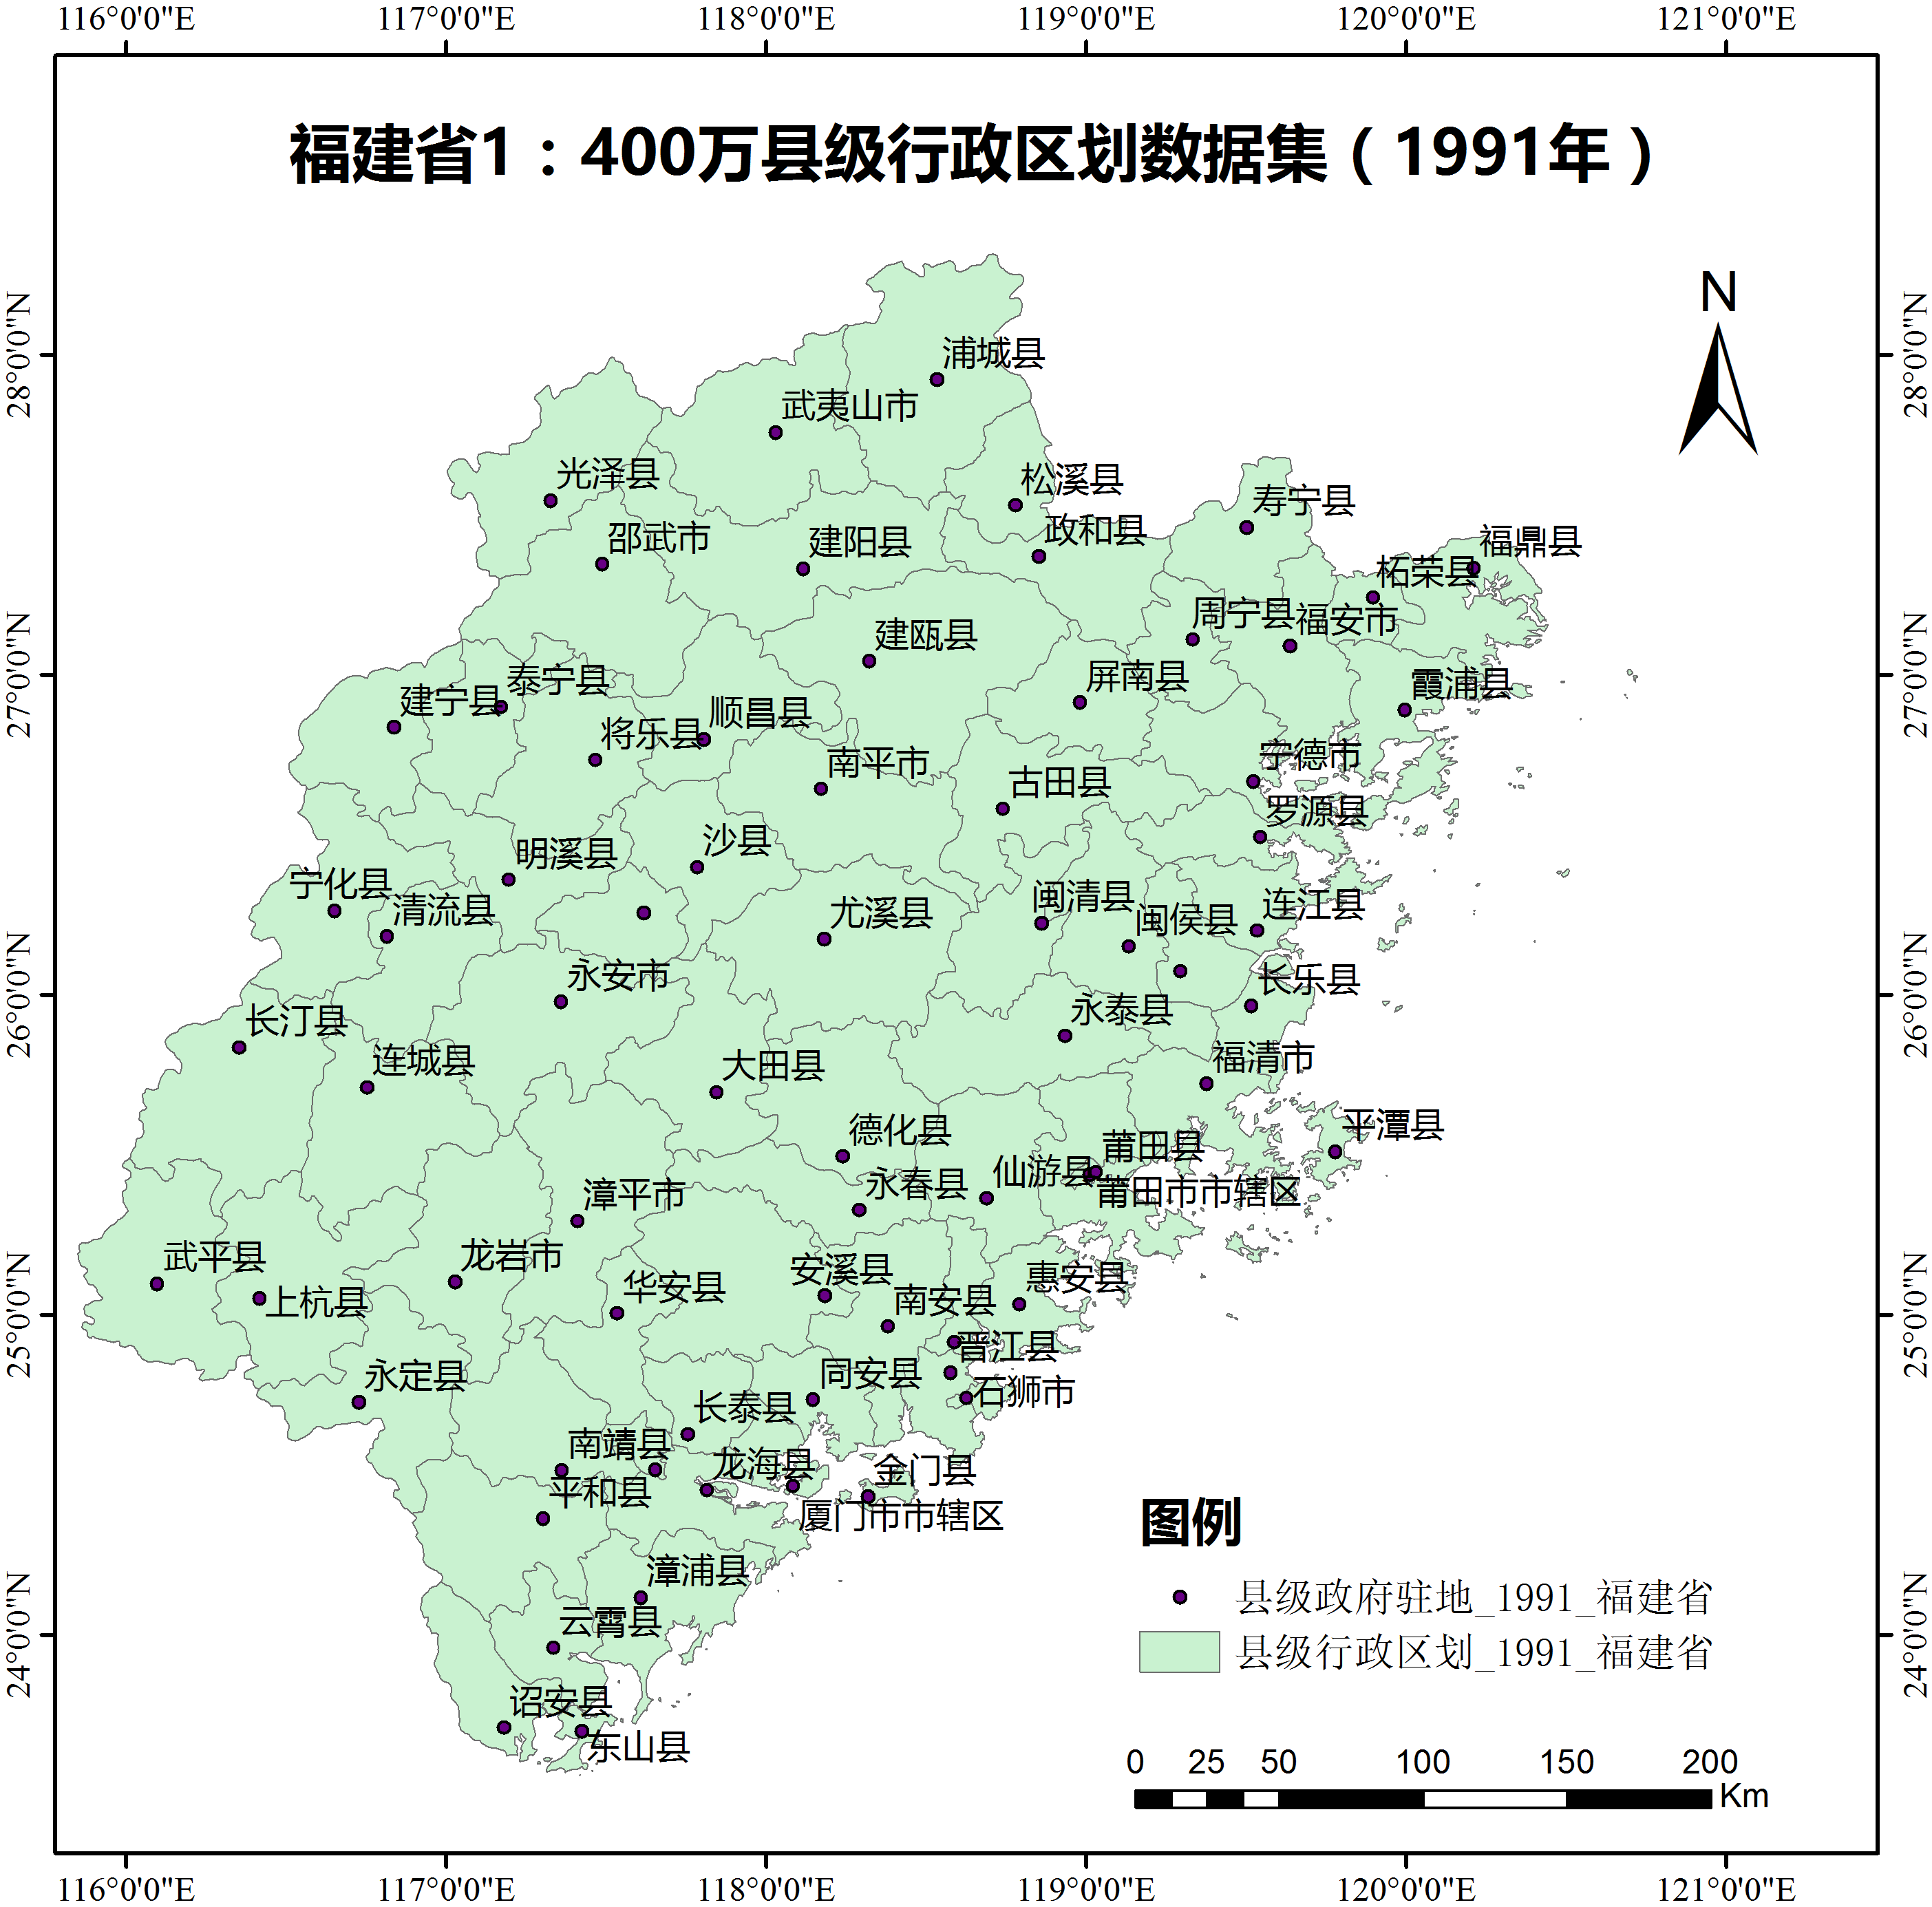 116°0'0"E 117°0'0"E 118°0'0"E 119°0'0"E 120°0'0"E 121°0'0"E
福建省1：400万县级行政区划数据集（1991年）
N
28°0'0"N
28°0'0"N
27°0'0"N
27°0'0"N
26°0'0"N
26°0'0"N
25°0'0"N
25°0'0"N
24°0'0"N
24°0'0"N
浦城县
武夷山市
光泽县
松溪县
寿宁县
政和县
邵武市
建阳县
福鼎县
柘荣县
周宁县
福安市
建瓯县
屏南县
泰宁县
霞浦县
建宁县
顺昌县
将乐县
南平市
宁德市
古田县
罗源县
沙县
明溪县
宁化县
闽清县
连江县
清流县
尤溪县
闽侯县
永安市
长乐县
永泰县
长汀县
福清市
连城县
大田县
平潭县
德化县
莆田县
仙游县
永春县
莆田市市辖区
漳平市
武平县
龙岩市
安溪县
惠安县
华安县
上杭县
南安县
晋江县
永定县
同安县
石狮市
长泰县
南靖县
龙海县
金门县
平和县
厦门市市辖区
漳浦县
云霄县
诏安县
东山县
图例
县级政府驻地_1991_福建省
县级行政区划_1991_福建省
0 25 50 100 150 200
Km
116°0'0"E 117°0'0"E 118°0'0"E 119°0'0"E 120°0'0"E 121°0'0"E